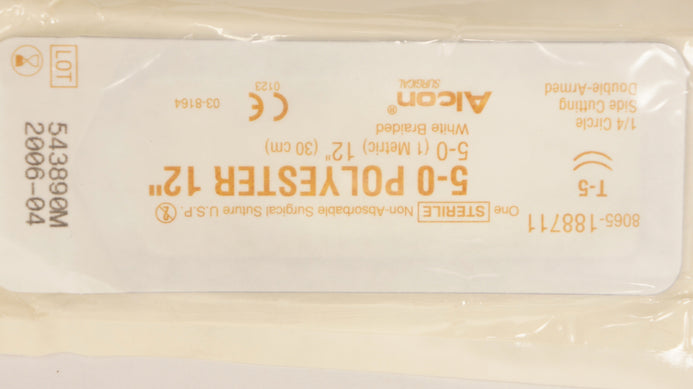 8065-188711
One STERILE Non-Absorbable Surgical Suture U.S.P.
T-5
5-0 POLYESTER 12"
5-0 (1 Metric) 12" (30 cm)
White Braided
1/4 Circle
Side Cutting
Double-Armed
Alcon®
SURGICAL
CE
0123
03-8164
LOT
543890M
2006-04